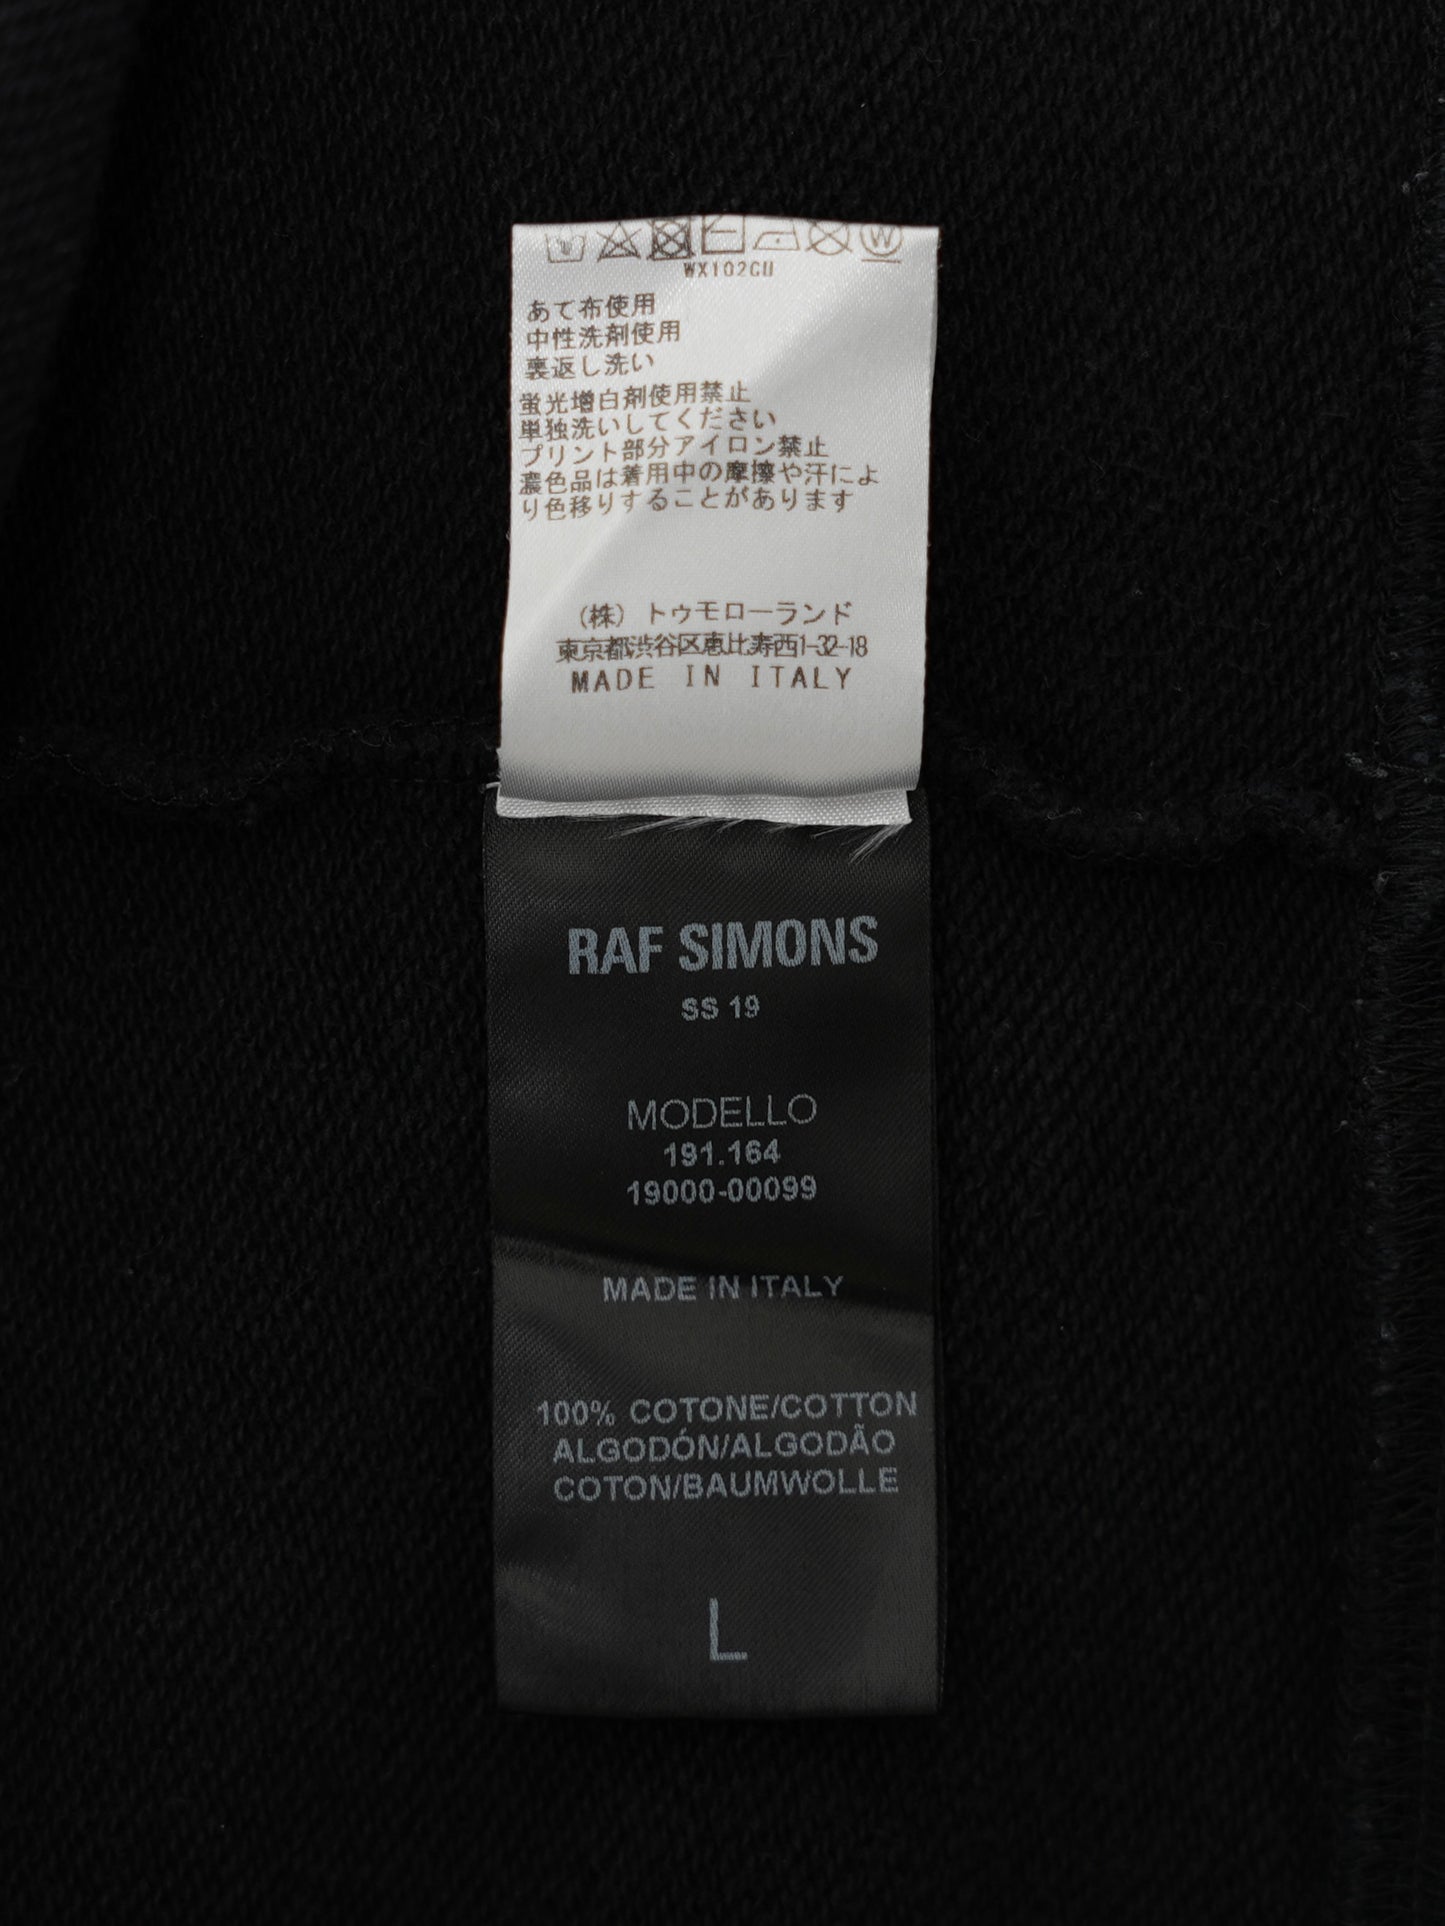 WX102CU
あて布使用
中性洗剤使用
裏返し洗い
蛍光増白剤使用禁止
単独洗いしてください
プリント部分アイロン禁止
濃色品は着用中の摩擦や汗によ
り色移りすることがあります
(株) トゥモローランド
東京都渋谷区恵比寿西1-32-18
MADE IN ITALY
RAF SIMONS
SS 19
MODELLO
191.164
19000-00099
MADE IN ITALY
100% COTONE/COTTON
ALGODÓN/ALGODÃO
COTON/BAUMWOLLE
L